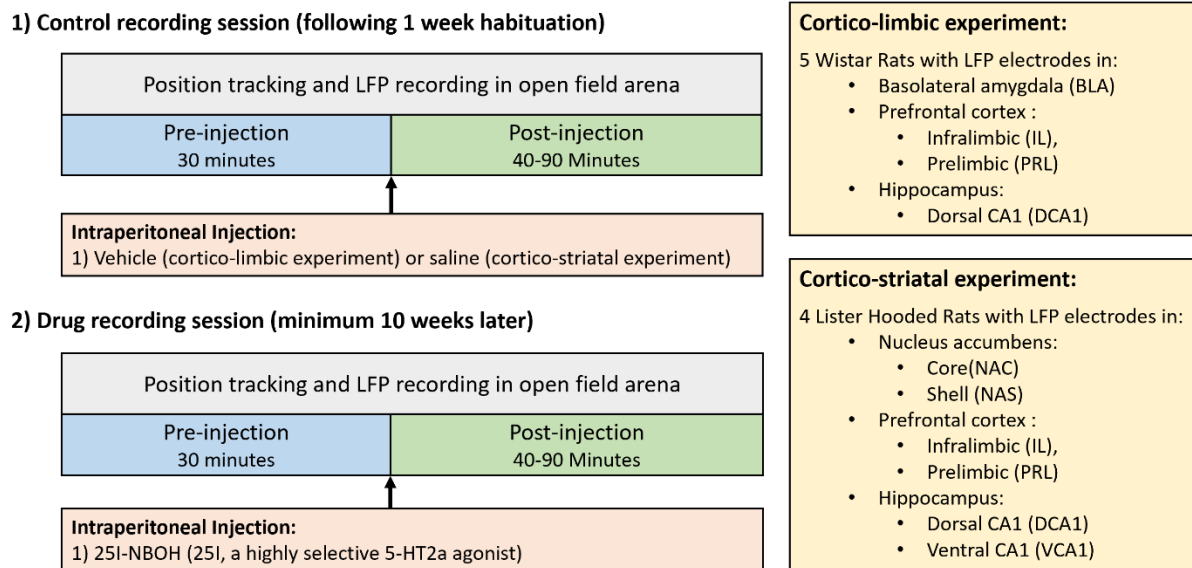 1) Control recording session (following 1 week habituation)
Position tracking and LFP recording in open field arena
Pre-injection
30 minutes
Post-injection
40-90 Minutes
Intraperitoneal Injection:
1) Vehicle (cortico-limbic experiment) or saline (cortico-striatal experiment)
2) Drug recording session (minimum 10 weeks later)
Position tracking and LFP recording in open field arena
Pre-injection
30 minutes
Post-injection
40-90 Minutes
Intraperitoneal Injection:
1) 25I-NBOH (25I, a highly selective 5-HT2a agonist)
Cortico-limbic experiment:
5 Wistar Rats with LFP electrodes in:
• Basolateral amygdala (BLA)
• Prefrontal cortex :
• Infralimbic (IL),
• Prelimbic (PRL)
• Hippocampus:
• Dorsal CA1 (DCA1)
Cortico-striatal experiment:
4 Lister Hooded Rats with LFP electrodes in:
• Nucleus accumbens:
• Core(NAC)
• Shell (NAS)
• Prefrontal cortex :
• Infralimbic (IL),
• Prelimbic (PRL)
• Hippocampus:
• Dorsal CA1 (DCA1)
• Ventral CA1 (VCA1)